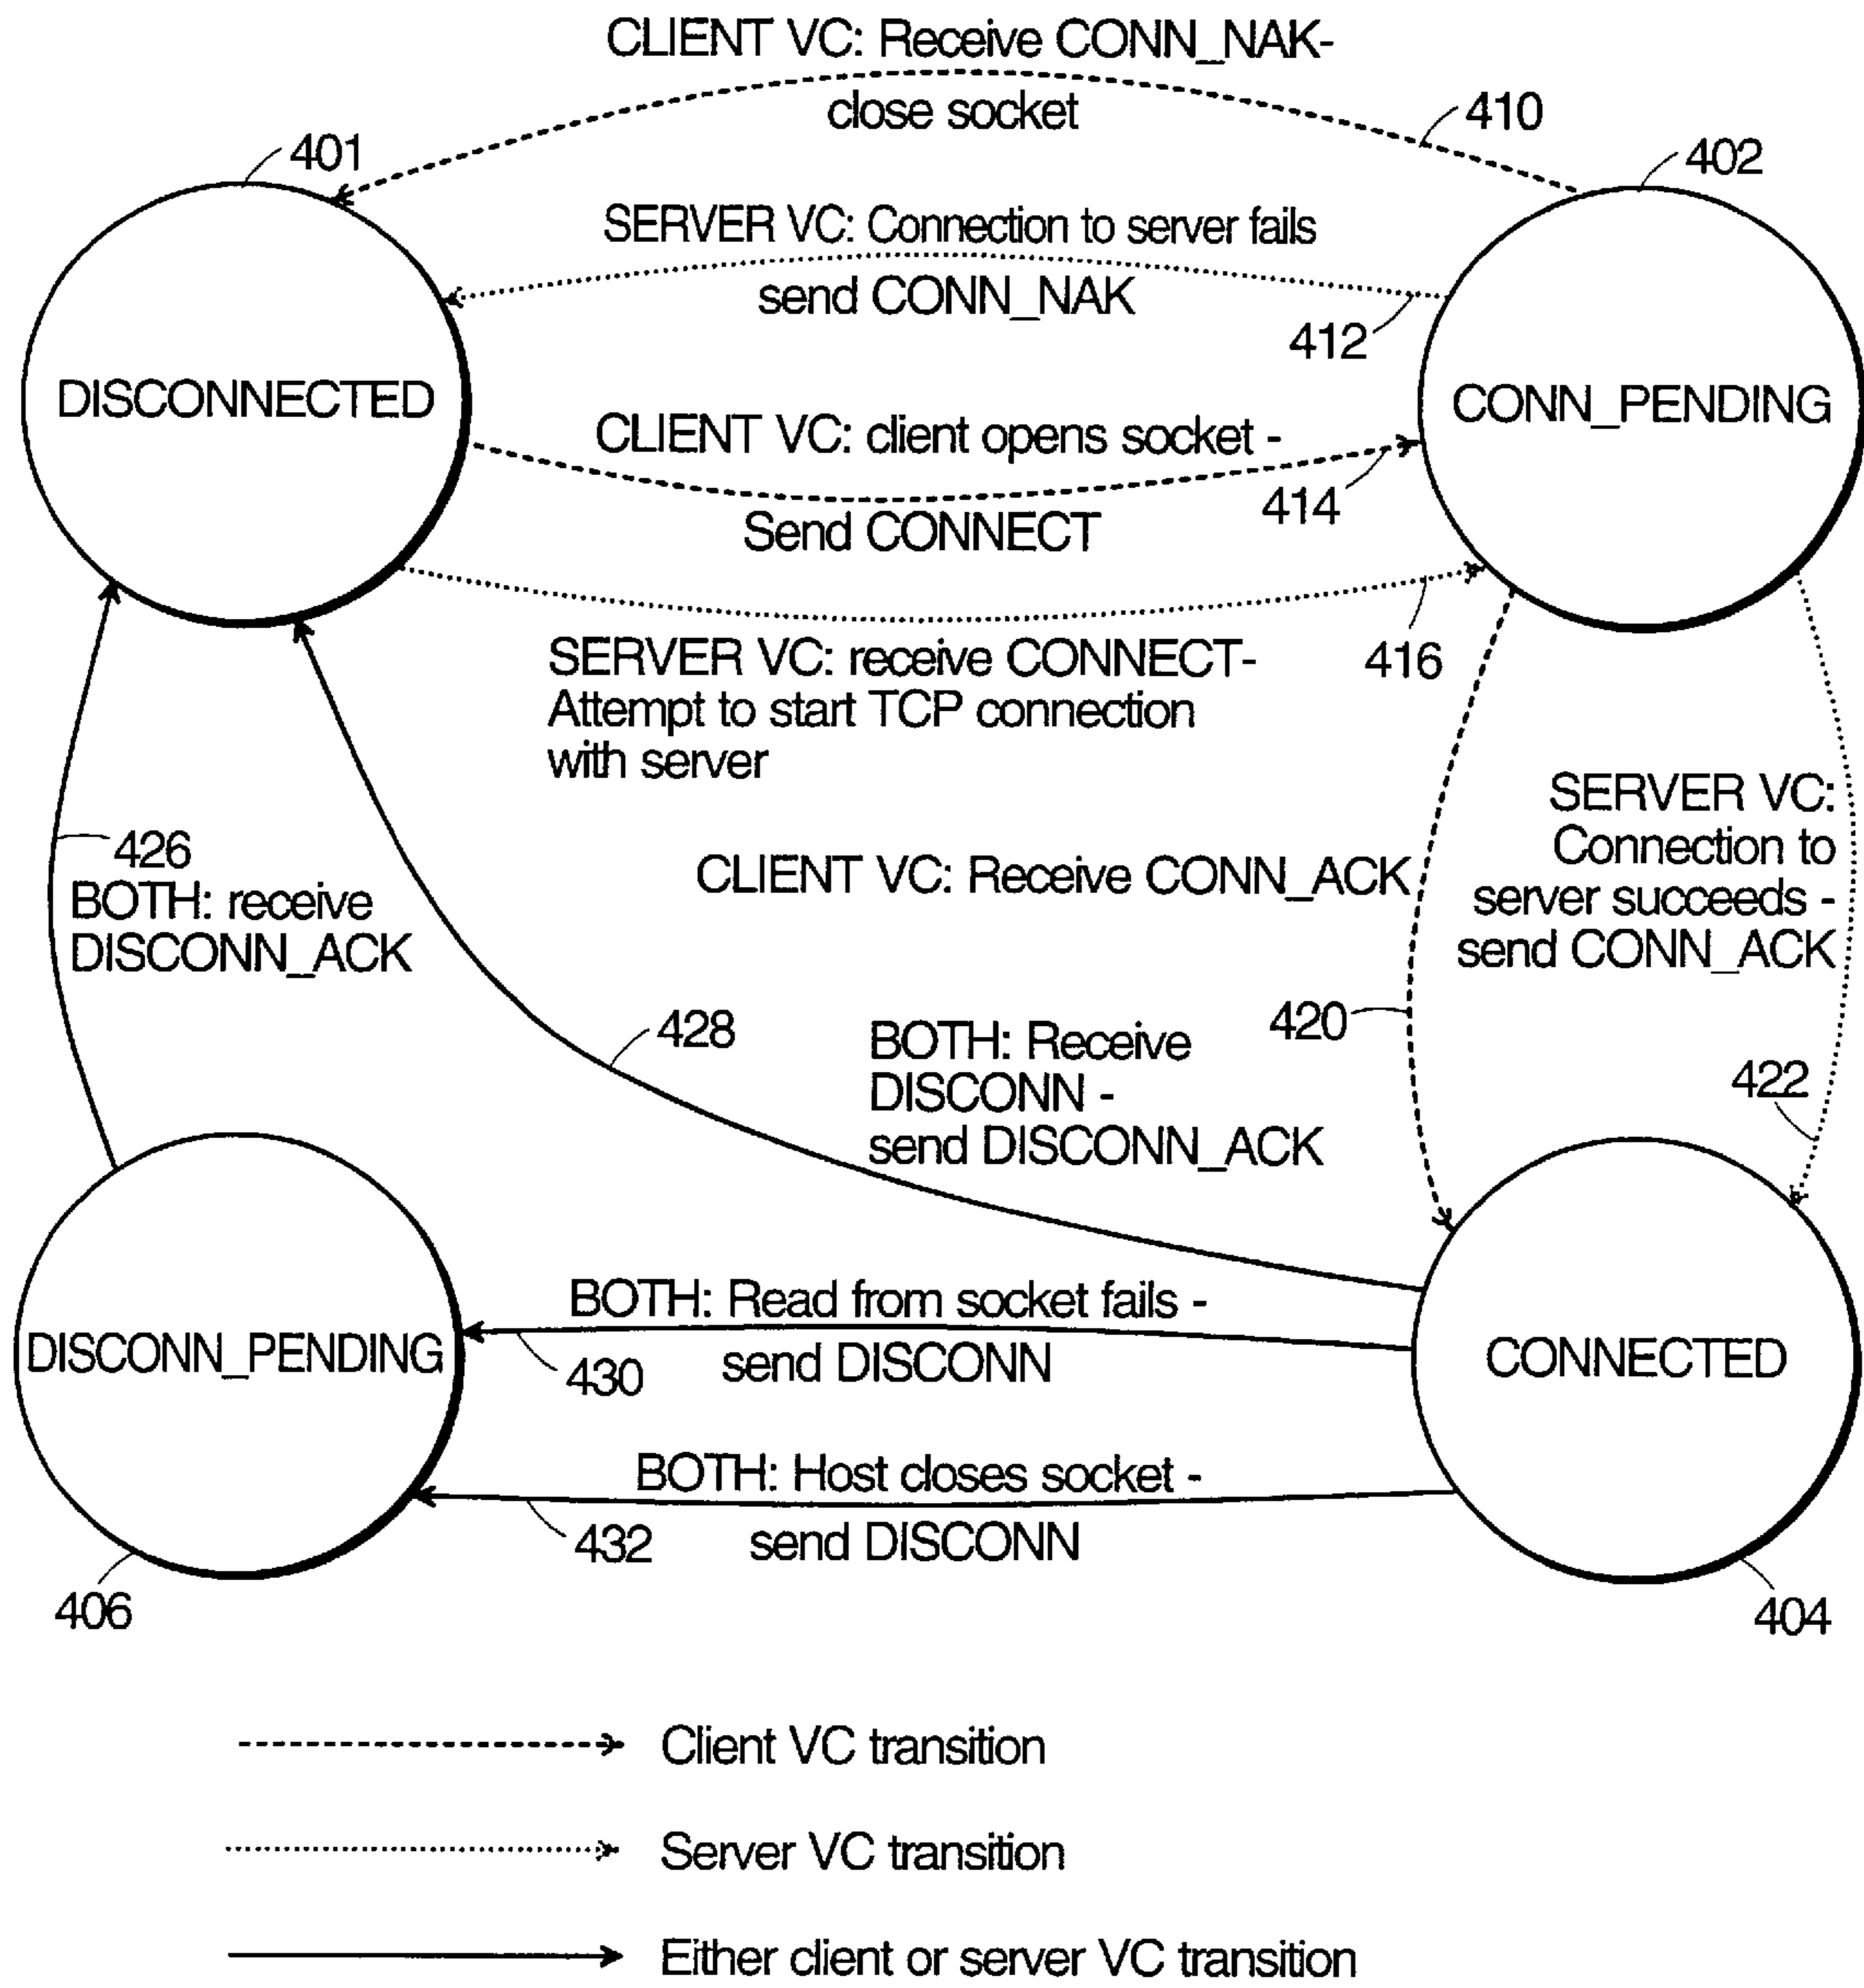 CLIENT VC: Receive CONN_NAK-
close socket
410
401
402
SERVER VC: Connection to server fails
send CONN_NAK
412
DISCONNECTED
CONN_PENDING
CLIENT VC: client opens socket -
414
Send CONNECT
SERVER VC: receive CONNECT-
Attempt to start TCP connection
with server
416
SERVER VC:
Connection to
server succeeds -
send CONN_ACK
426
BOTH: receive
DISCONN_ACK
CLIENT VC: Receive CONN_ACK
420
428
BOTH: Receive
DISCONN -
send DISCONN_ACK
422
BOTH: Read from socket fails -
430
send DISCONN
DISCONN_PENDING
CONNECTED
BOTH: Host closes socket -
432
send DISCONN
406
404
Client VC transition
Server VC transition
Either client or server VC transition